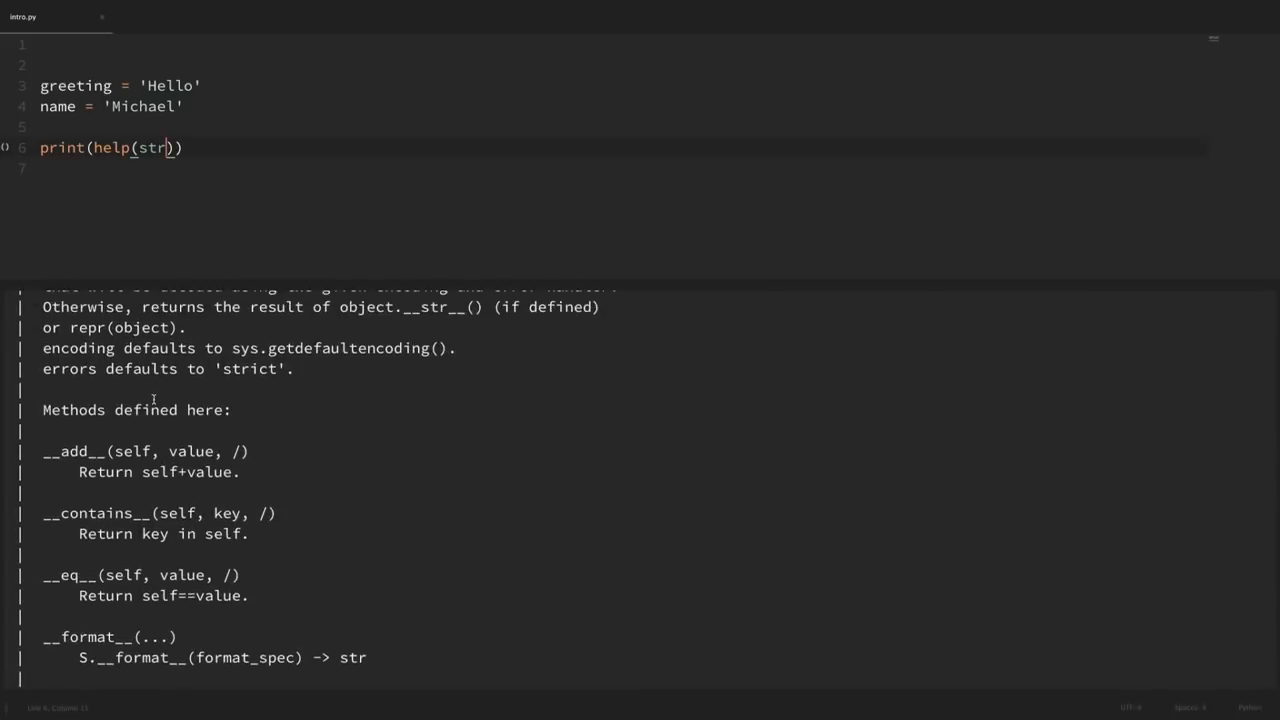 intro.py ×
1
2
3 greeting = 'Hello'
4 name = 'Michael'
5
() 6 print(help(str))
7
| Otherwise, returns the result of object.__str__() (if defined)
| or repr(object).
| encoding defaults to sys.getdefaultencoding().
| errors defaults to 'strict'.
|
| Methods defined here:
|
| __add__(self, value, /)
|     Return self+value.
|
| __contains__(self, key, /)
|     Return key in self.
|
| __eq__(self, value, /)
|     Return self==value.
|
| __format__(...)
|     S.__format__(format_spec) -> str
|
Line 6, Column 15 UTF-8 Spaces: 4 Python